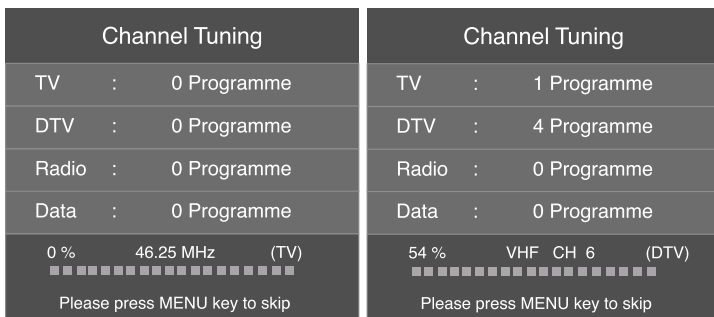 Channel Tuning
TV : 0 Programme
DTV : 0 Programme
Radio : 0 Programme
Data : 0 Programme
0 % 46.25 MHz (TV)
Please press MENU key to skip
Channel Tuning
TV : 1 Programme
DTV : 4 Programme
Radio : 0 Programme
Data : 0 Programme
54 % VHF CH 6 (DTV)
Please press MENU key to skip